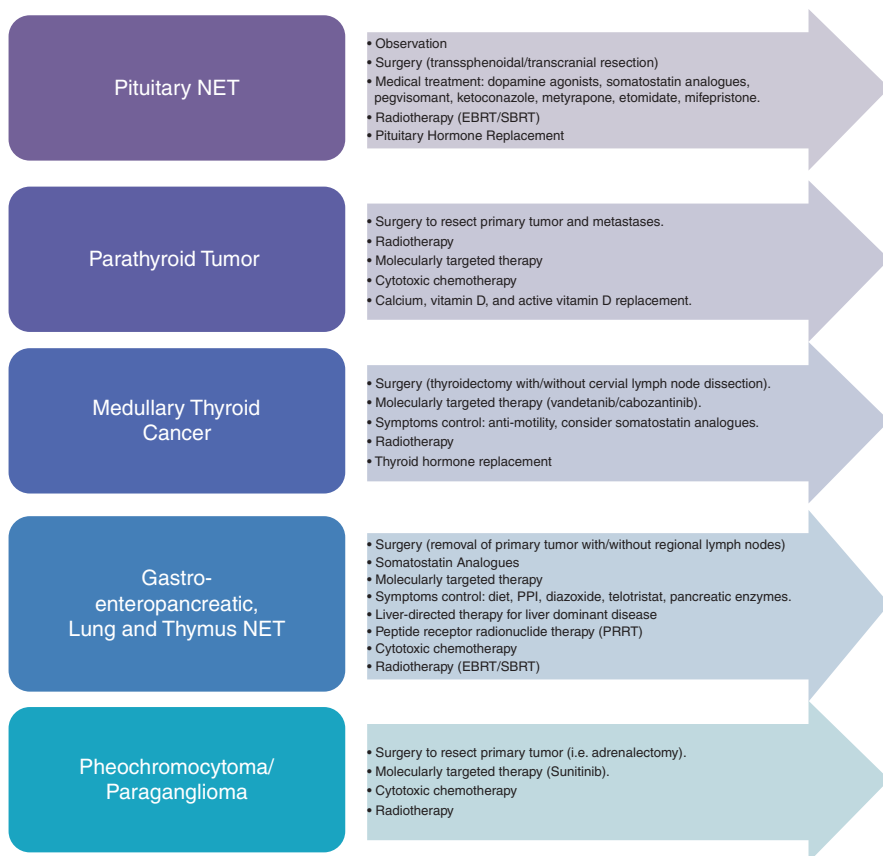 Pituitary NET
• Observation
• Surgery (transsphenoidal/transcranial resection)
• Medical treatment: dopamine agonists, somatostatin analogues,
pegvisomant, ketoconazole, metyrapone, etomidate, mifepristone.
• Radiotherapy (EBRT/SBRT)
• Pituitary Hormone Replacement
Parathyroid Tumor
• Surgery to resect primary tumor and metastases.
• Radiotherapy
• Molecularly targeted therapy
• Cytotoxic chemotherapy
• Calcium, vitamin D, and active vitamin D replacement.
Medullary Thyroid
Cancer
• Surgery (thyroidectomy with/without cervial lymph node dissection).
• Molecularly targeted therapy (vandetanib/cabozantinib).
• Symptoms control: anti-motility, consider somatostatin analogues.
• Radiotherapy
• Thyroid hormone replacement
Gastro-
enteropancreatic,
Lung and Thymus NET
• Surgery (removal of primary tumor with/without regional lymph nodes)
• Somatostatin Analogues
• Molecularly targeted therapy
• Symptoms control: diet, PPI, diazoxide, telotristat, pancreatic enzymes.
• Liver-directed therapy for liver dominant disease
• Peptide receptor radionuclide therapy (PRRT)
• Cytotoxic chemotherapy
• Radiotherapy (EBRT/SBRT)
Pheochromocytoma/
Paraganglioma
• Surgery to resect primary tumor (i.e. adrenalectomy).
• Molecularly targeted therapy (Sunitinib).
• Cytotoxic chemotherapy
• Radiotherapy